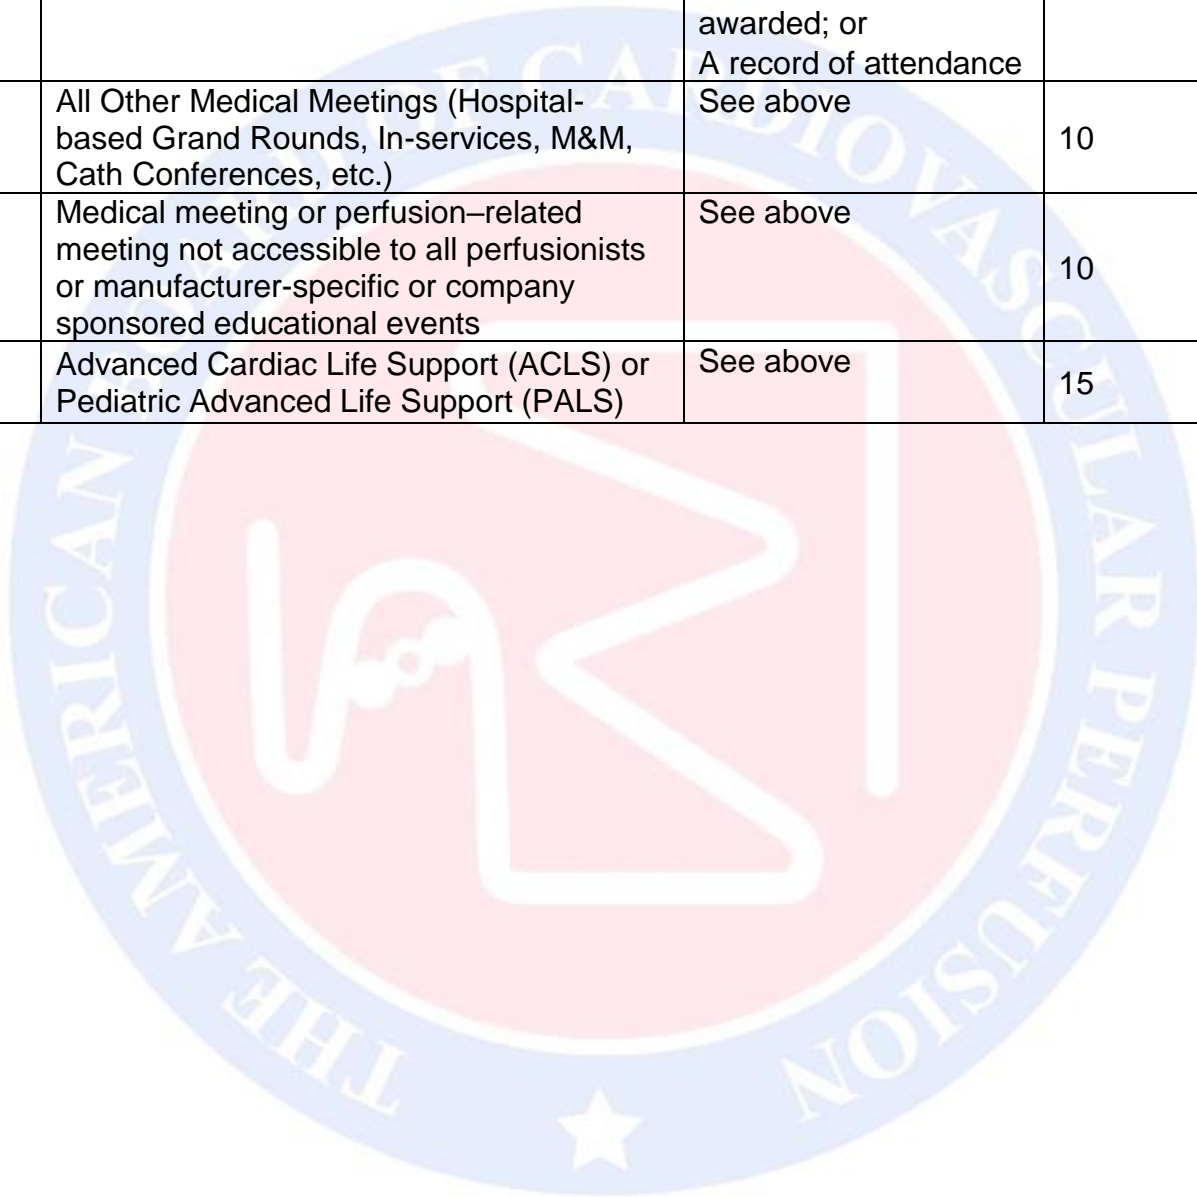 awarded; or
A record of attendance
All Other Medical Meetings (Hospital-
based Grand Rounds, In-services, M&M,
Cath Conferences, etc.)
See above
10
Medical meeting or perfusion–related
meeting not accessible to all perfusionists
or manufacturer-specific or company
sponsored educational events
See above
10
Advanced Cardiac Life Support (ACLS) or
Pediatric Advanced Life Support (PALS)
See above
15
THE AMERICAN BOARD OF CARDIOVASCULAR PERFUSION